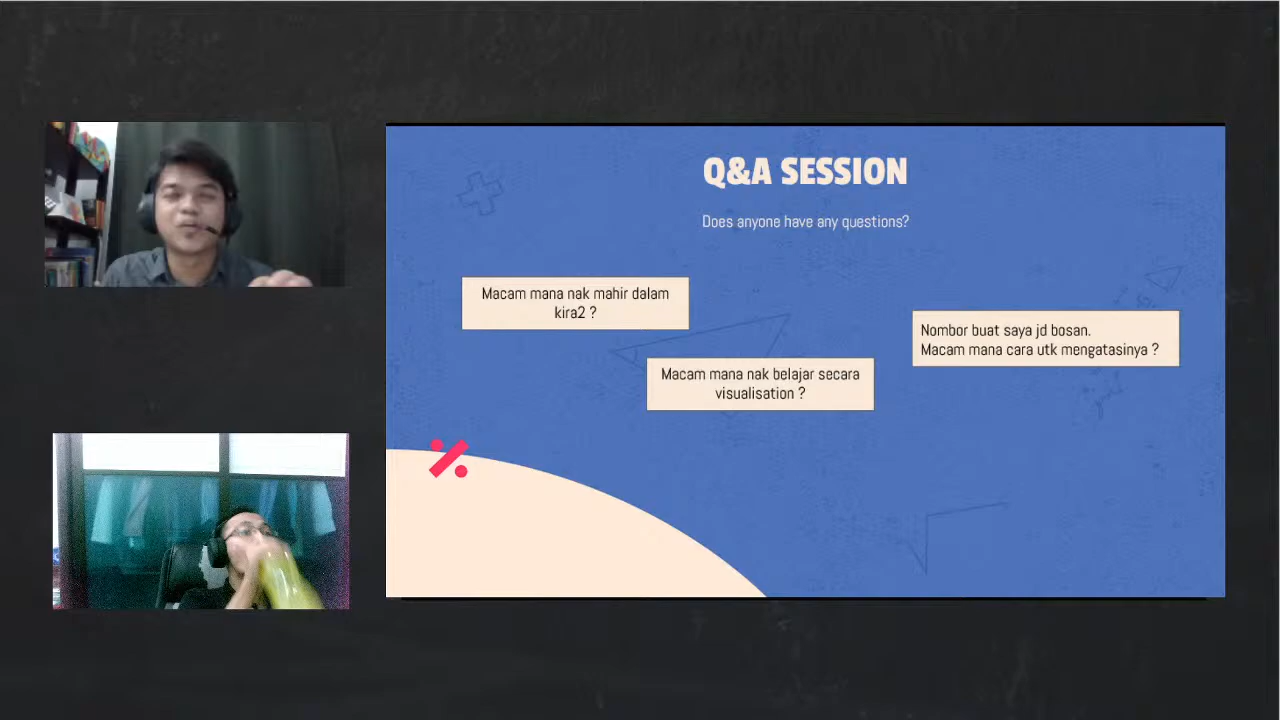 Q&A SESSION
Does anyone have any questions?
Macam mana nak mahir dalam
kira2 ?
Nombor buat saya jd bosan.
Macam mana cara utk mengatasinya ?
Macam mana nak belajar secara
visualisation ?